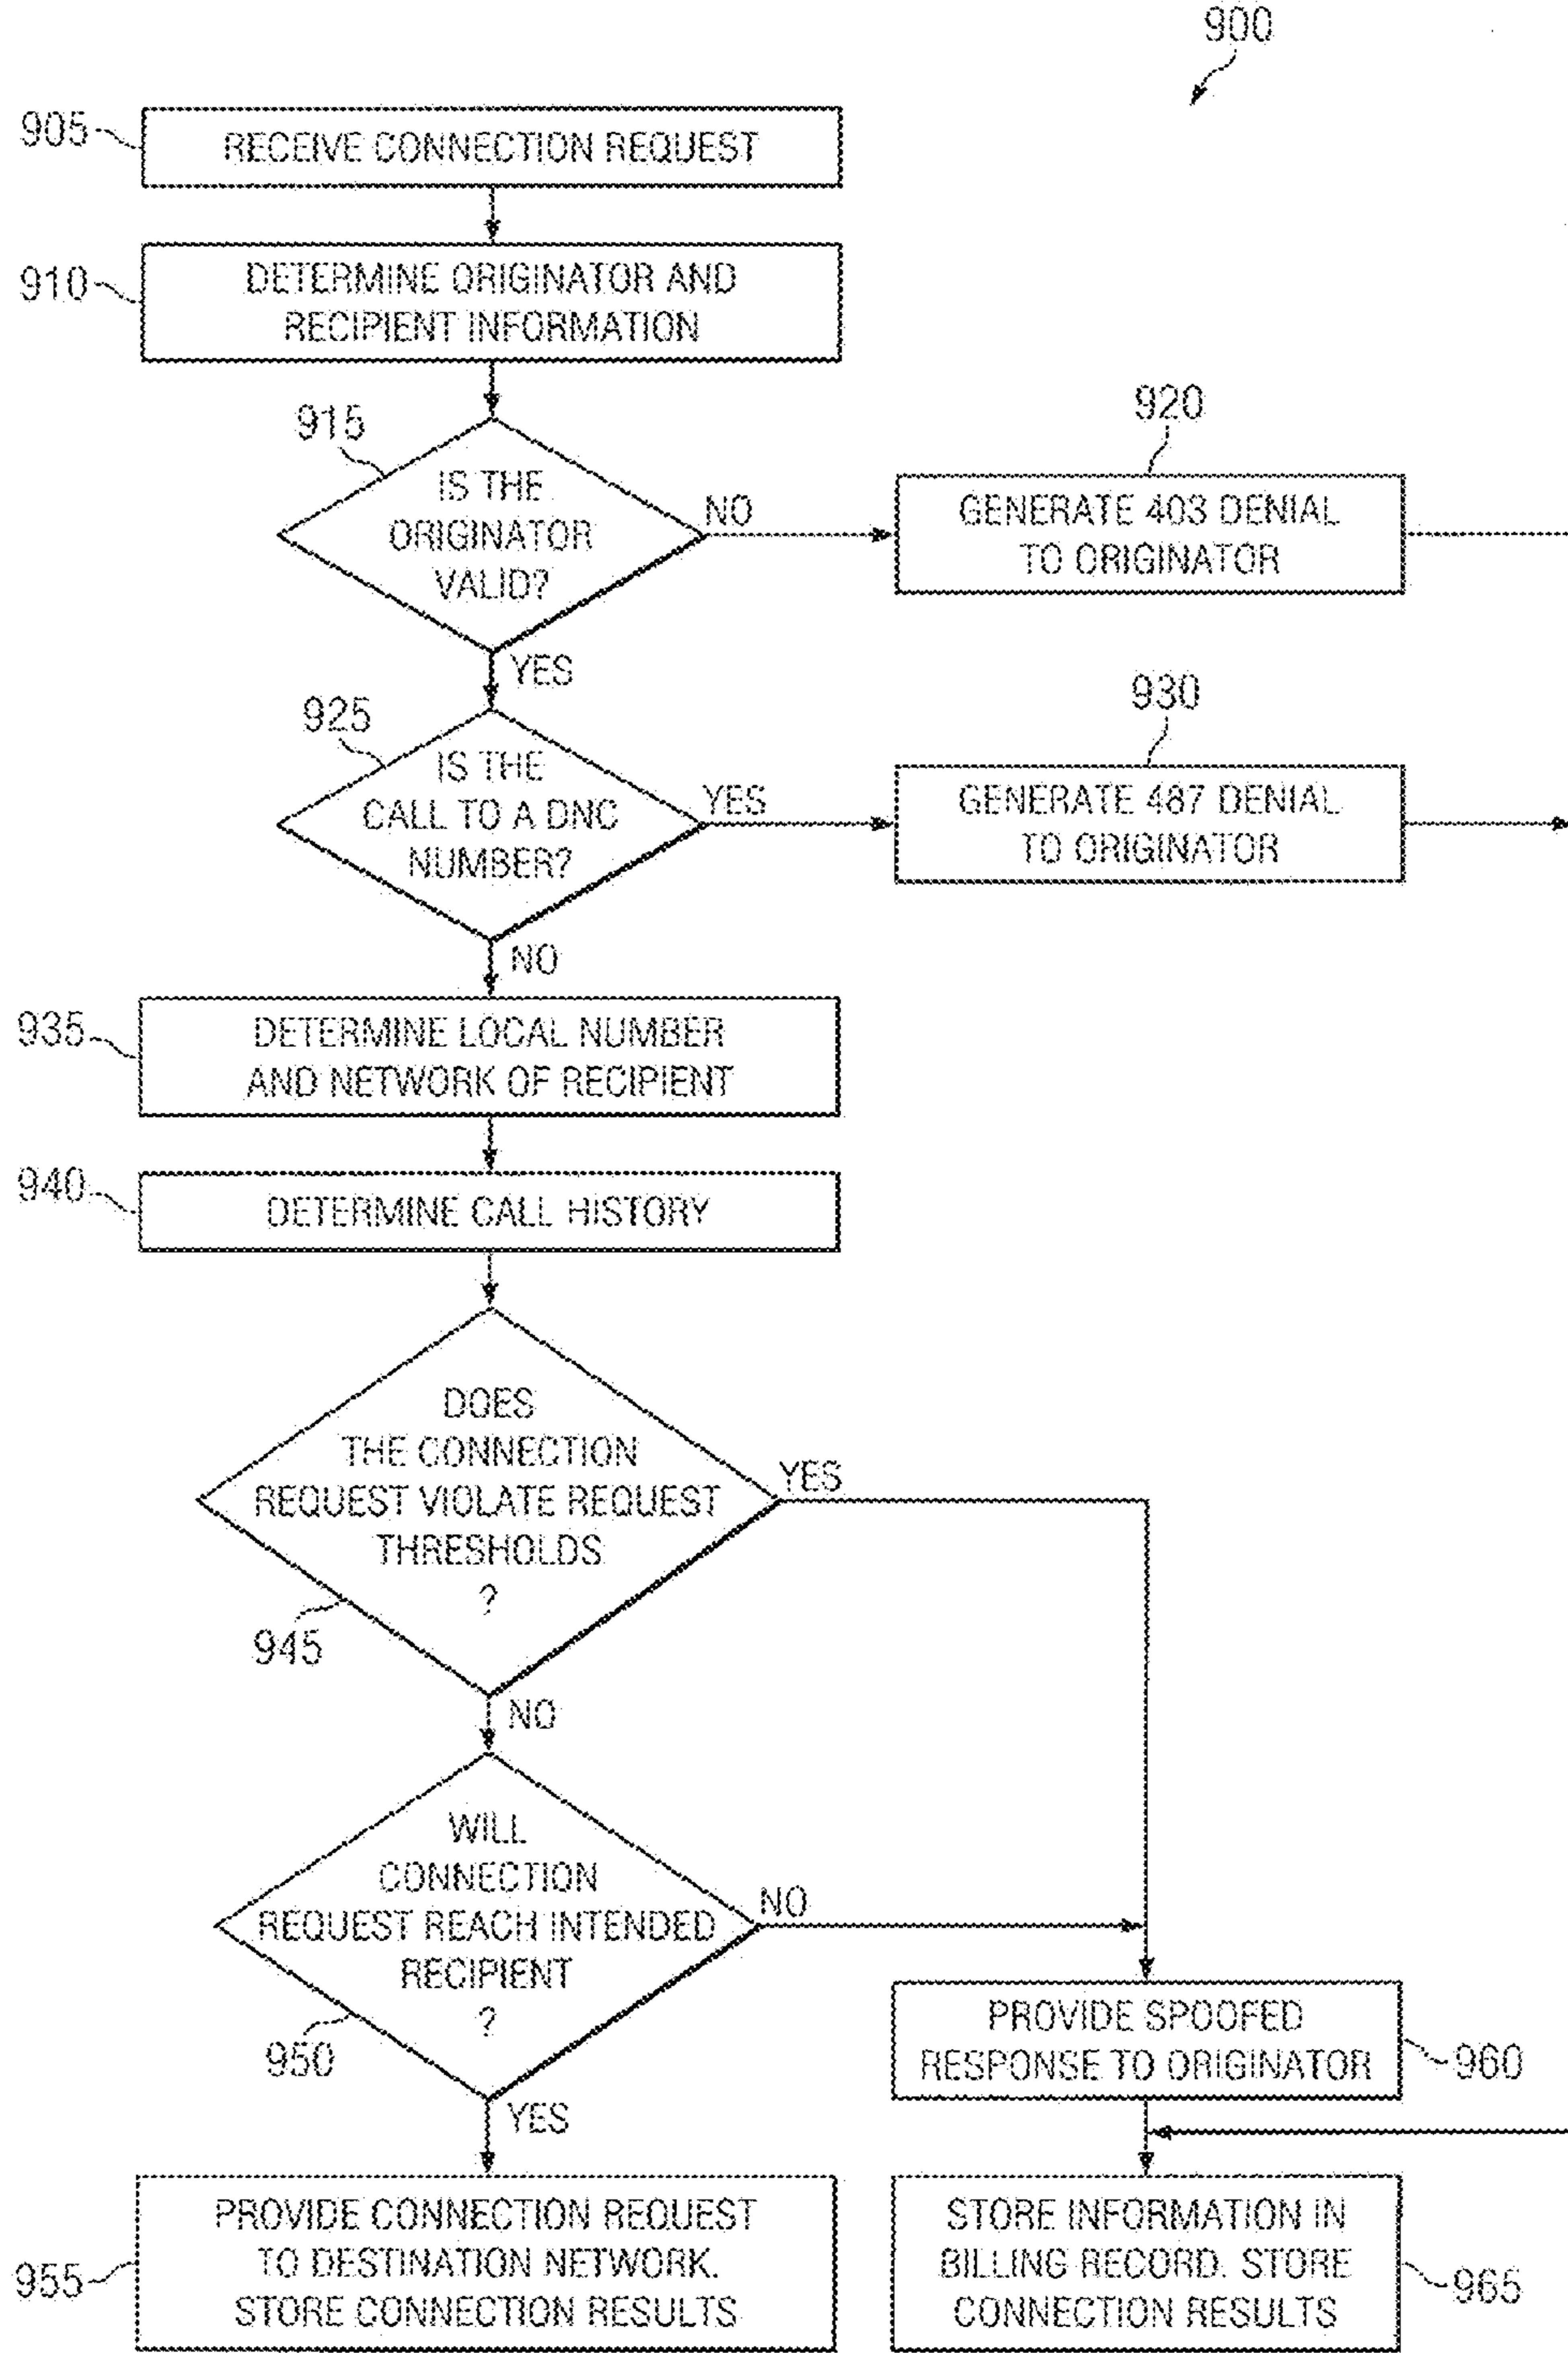 900
905
RECEIVE CONNECTION REQUEST
910
DETERMINE ORIGINATOR AND
RECIPIENT INFORMATION
915
IS THE
ORIGINATOR
VALID?
NO
YES
920
GENERATE 403 DENIAL
TO ORIGINATOR
925
IS THE
CALL TO A DNC
NUMBER?
YES
NO
930
GENERATE 487 DENIAL
TO ORIGINATOR
935
DETERMINE LOCAL NUMBER
AND NETWORK OF RECIPIENT
940
DETERMINE CALL HISTORY
DOES
THE CONNECTION
REQUEST VIOLATE REQUEST
THRESHOLDS
?
945
YES
NO
WILL
CONNECTION
REQUEST REACH INTENDED
RECIPIENT
?
950
NO
YES
PROVIDE SPOOFED
RESPONSE TO ORIGINATOR
960
955
PROVIDE CONNECTION REQUEST
TO DESTINATION NETWORK.
STORE CONNECTION RESULTS
STORE INFORMATION IN
BILLING RECORD. STORE
CONNECTION RESULTS
965